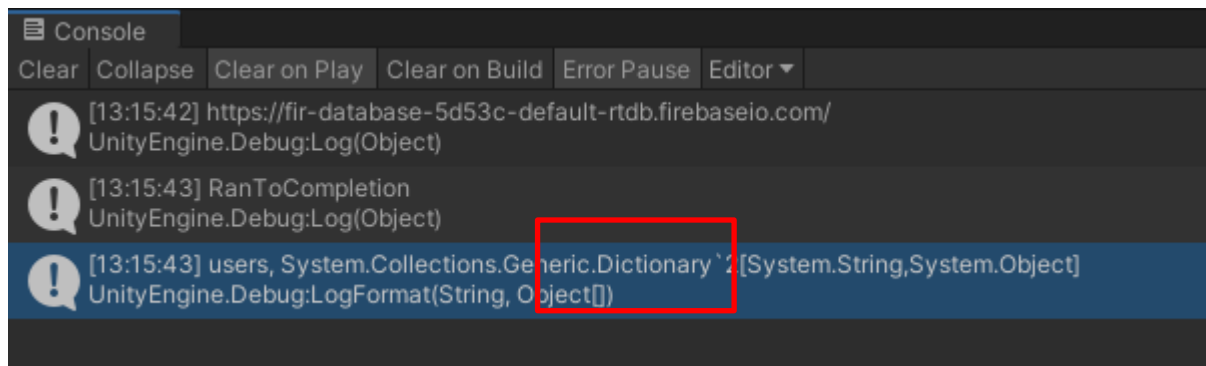 Console
Clear Collapse Clear on Play Clear on Build Error Pause Editor
[13:15:42] https://fir-database-5d53c-default-rtdb.firebaseio.com/
UnityEngine.Debug:Log(Object)
[13:15:43] RanToCompletion
UnityEngine.Debug:Log(Object)
[13:15:43] users, System.Collections.Generic.Dictionary`2[System.String,System.Object]
UnityEngine.Debug:LogFormat(String, Object[])